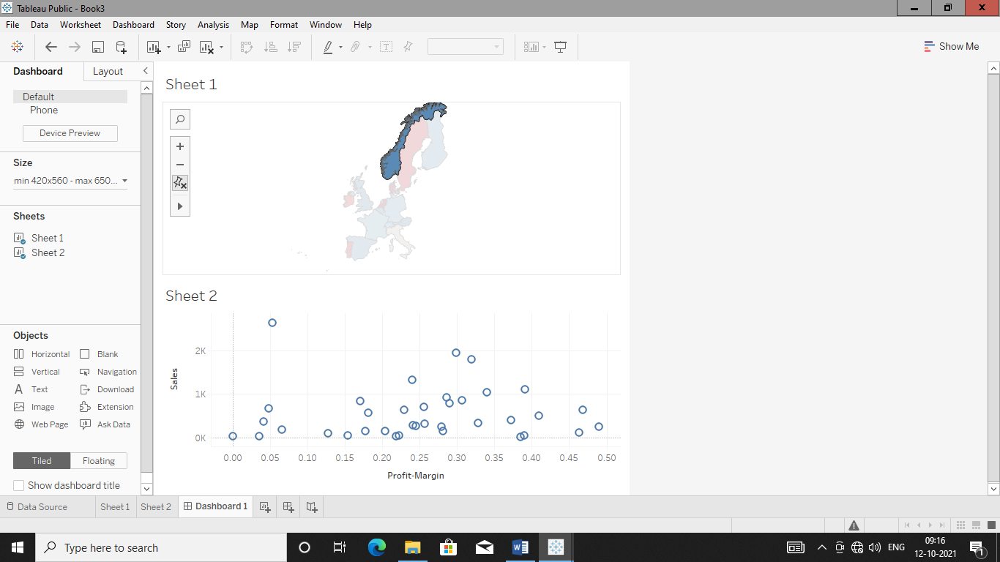 Tableau Public - Book3
File Data Worksheet Dashboard Story Analysis Map Format Window Help
Show Me
Dashboard Layout
Default
Phone
Device Preview
Size
min 420x560 - max 650...
Sheets
Sheet 1
Sheet 2
Objects
Horizontal Blank
Vertical Navigation
Text Download
Image Extension
Web Page Ask Data
Tiled Floating
Show dashboard title
Sheet 1
Sheet 2
Sales
2K
1K
0K
0.00 0.05 0.10 0.15 0.20 0.25 0.30 0.35 0.40 0.45 0.50
Profit-Margin
Data Source Sheet 1 Sheet 2 Dashboard 1
Type here to search
ENG
09:16
12-10-2021
1